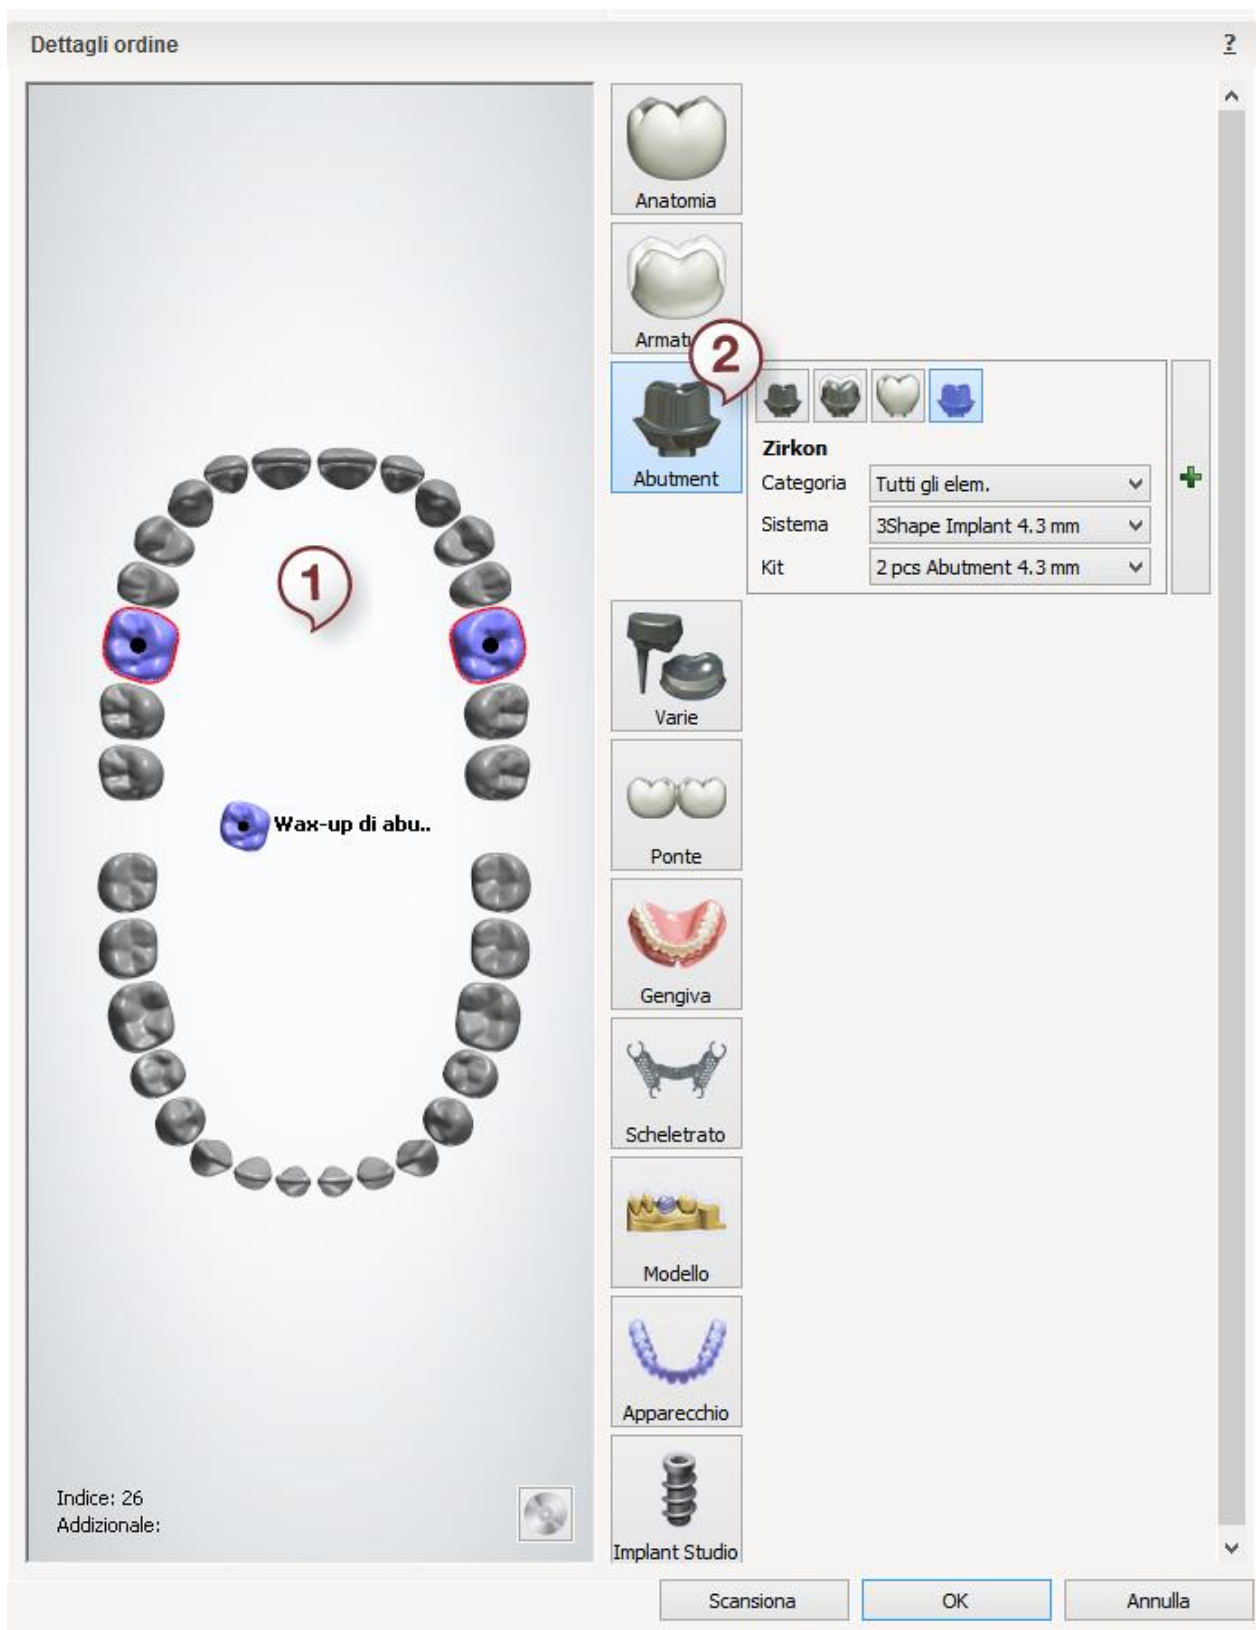 Dettagli ordine
?
Anatomia
2
Abutment
Zirkon
Categoria Tutti gli elem.
Sistema 3Shape Implant 4.3 mm
Kit 2 pcs Abutment 4.3 mm
1
Varie
Wax-up di abu..
Ponte
Gengiva
Scheletrato
Modello
Apparecchio
Indice: 26
Addizionale:
Implant Studio
Scansiona OK Annulla